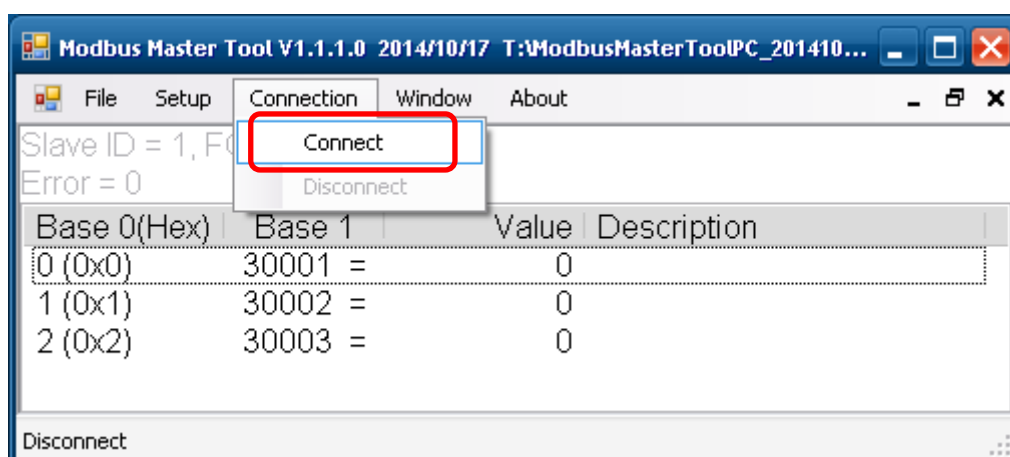 Modbus Master Tool V1.1.1.0 2014/10/17 T:\ModbusMasterToolPC_201410...
File Setup Connection Window About
Connect
Slave ID = 1,
Disconnect
Error = 0
Base 0(Hex) Base 1 Value Description
0 (0x0) 30001 = 0
1 (0x1) 30002 = 0
2 (0x2) 30003 = 0
Disconnect